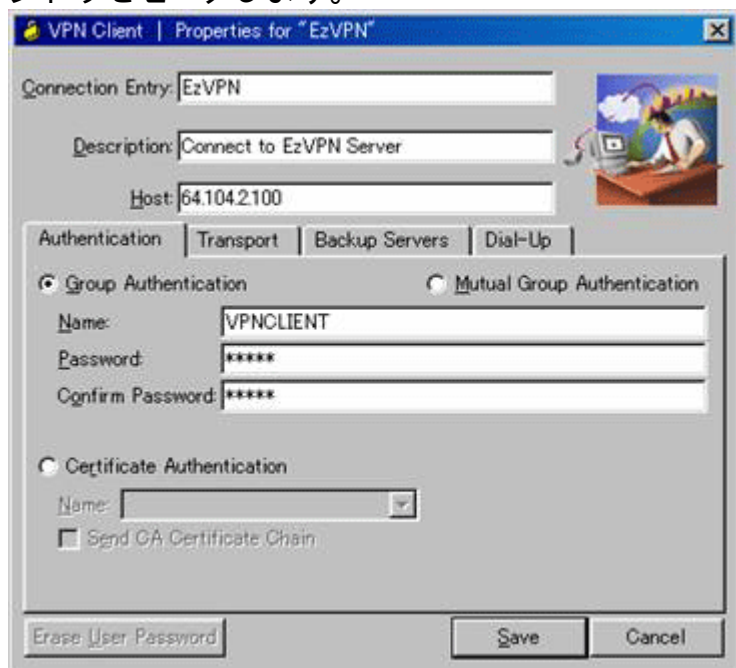 VPN Client | Properties for "EzVPN"
Connection Entry: EzVPN
Description: Connect to EzVPN Server
Host: 64.104.2.100
Authentication Transport Backup Servers Dial-Up
Group Authentication Mutual Group Authentication
Name: VPNCLIENT
Password: *****
Confirm Password: *****
Certificate Authentication
Name:
Send CA Certificate Chain
Erase User Password Save Cancel